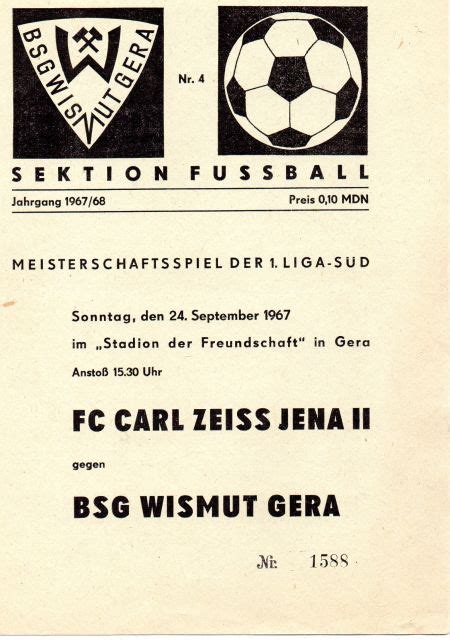 BSG WISMUT GERA
W
Nr. 4
SEKTION FUSSBALL
Jahrgang 1967/68 Preis 0,10 MDN
MEISTERSCHAFTSSPIEL DER 1. LIGA-SÜD
Sonntag, den 24. September 1967
im „Stadion der Freundschaft" in Gera
Anstoß 15.30 Uhr
FC CARL ZEISS JENA II
gegen
BSG WISMUT GERA
Nr. 1588